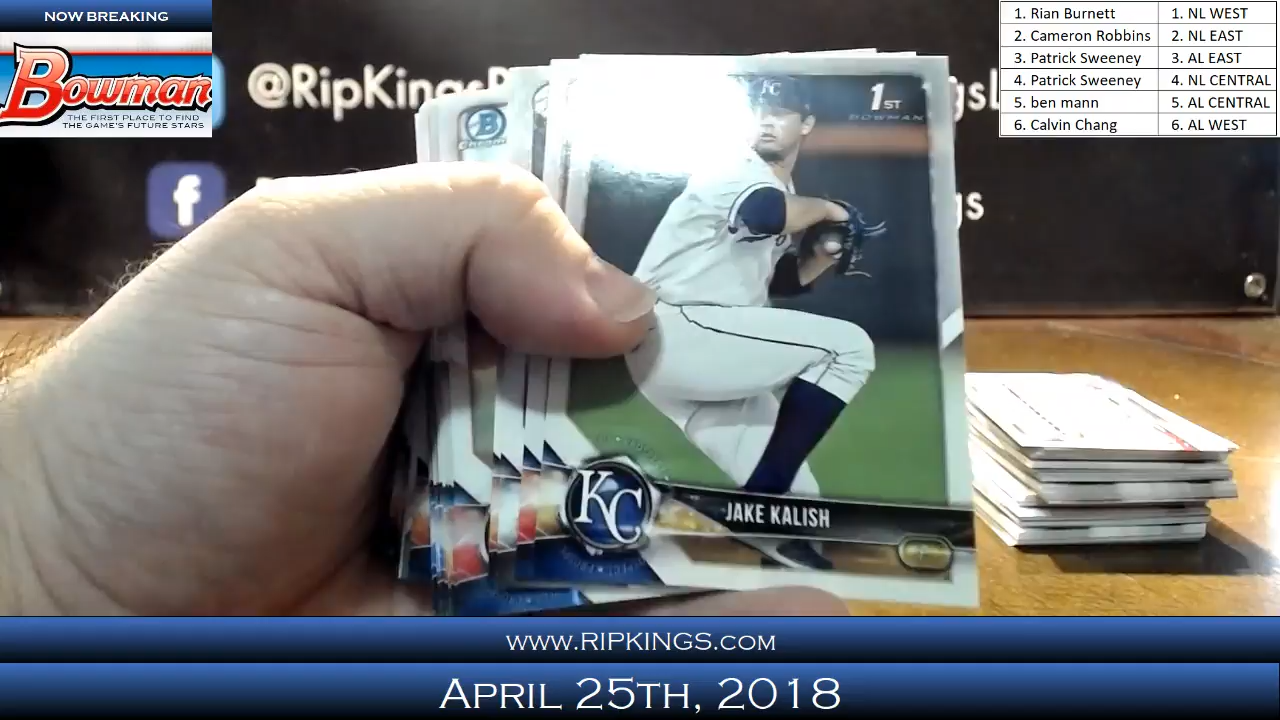 NOW BREAKING
Bowman
THE FIRST PLACE TO FIND
THE GAME'S FUTURE STARS
1. Rian Burnett 1. NL WEST
2. Cameron Robbins 2. NL EAST
3. Patrick Sweeney 3. AL EAST
4. Patrick Sweeney 4. NL CENTRAL
5. ben mann 5. AL CENTRAL
6. Calvin Chang 6. AL WEST
@RipKings
f
B
Chrome
KC
1ST
BOWMAN
KC
JAKE KALISH
P
WWW.RIPKINGS.COM
APRIL 25TH, 2018